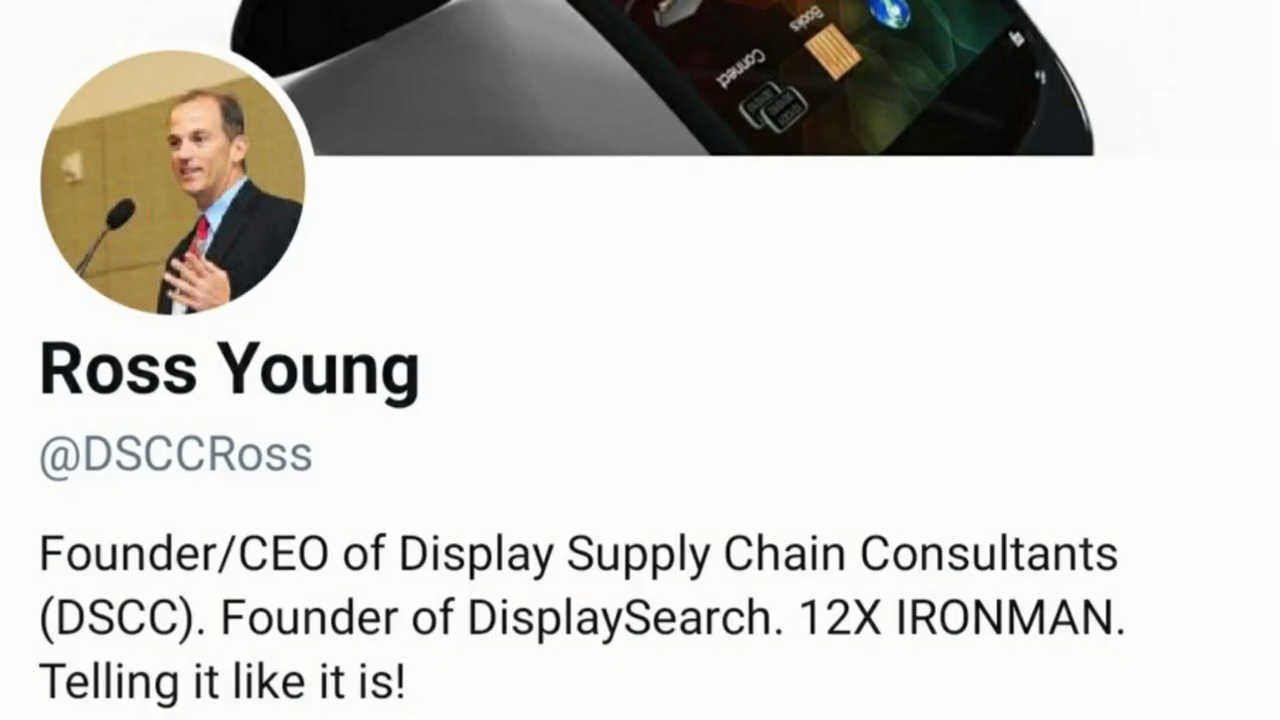 Books
Connect
Ross Young
@DSCCRoss
Founder/CEO of Display Supply Chain Consultants
(DSCC). Founder of DisplaySearch. 12X IRONMAN.
Telling it like it is!